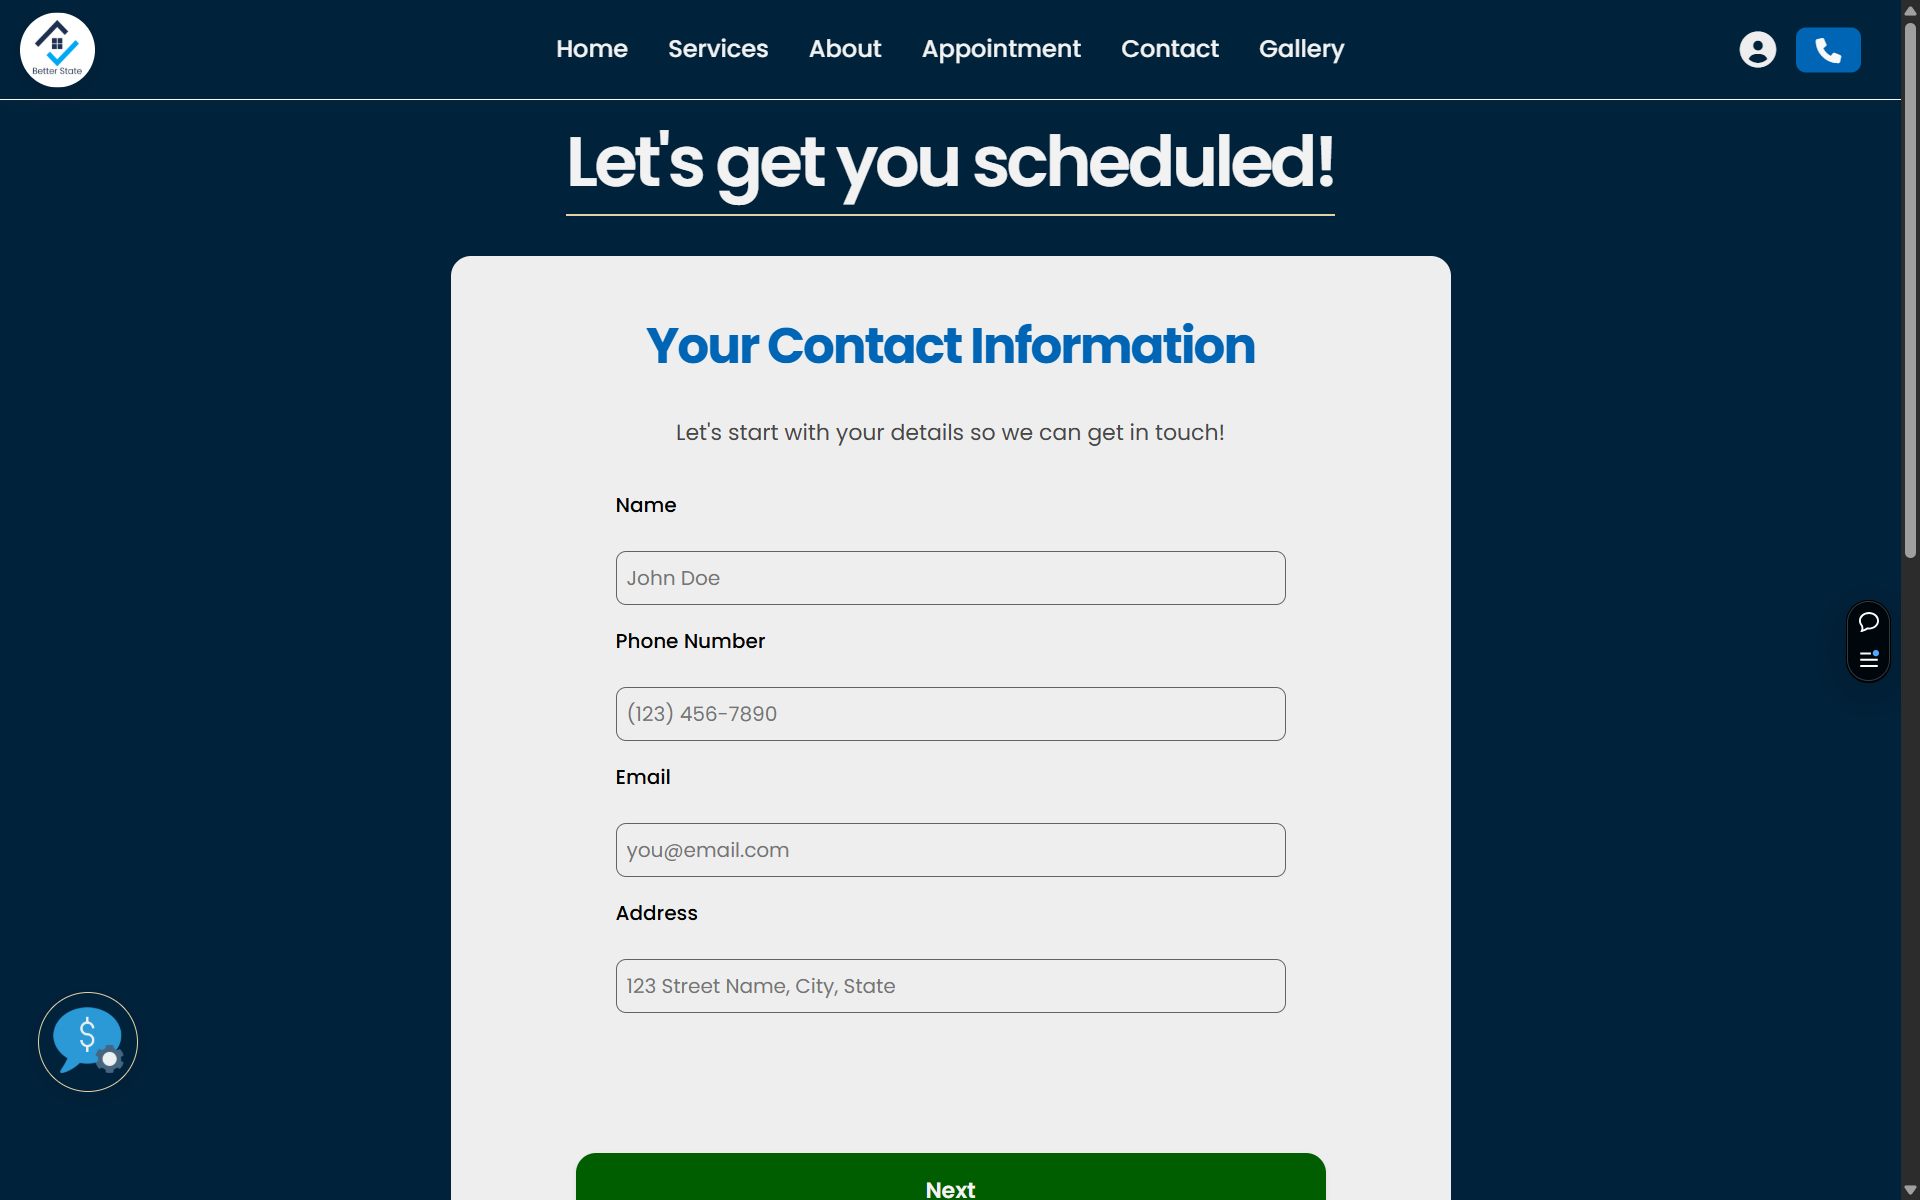 Better State
Home Services About Appointment Contact Gallery
Let's get you scheduled!
Your Contact Information
Let's start with your details so we can get in touch!
Name
John Doe
Phone Number
(123) 456-7890
Email
you@email.com
Address
123 Street Name, City, State
$
Next